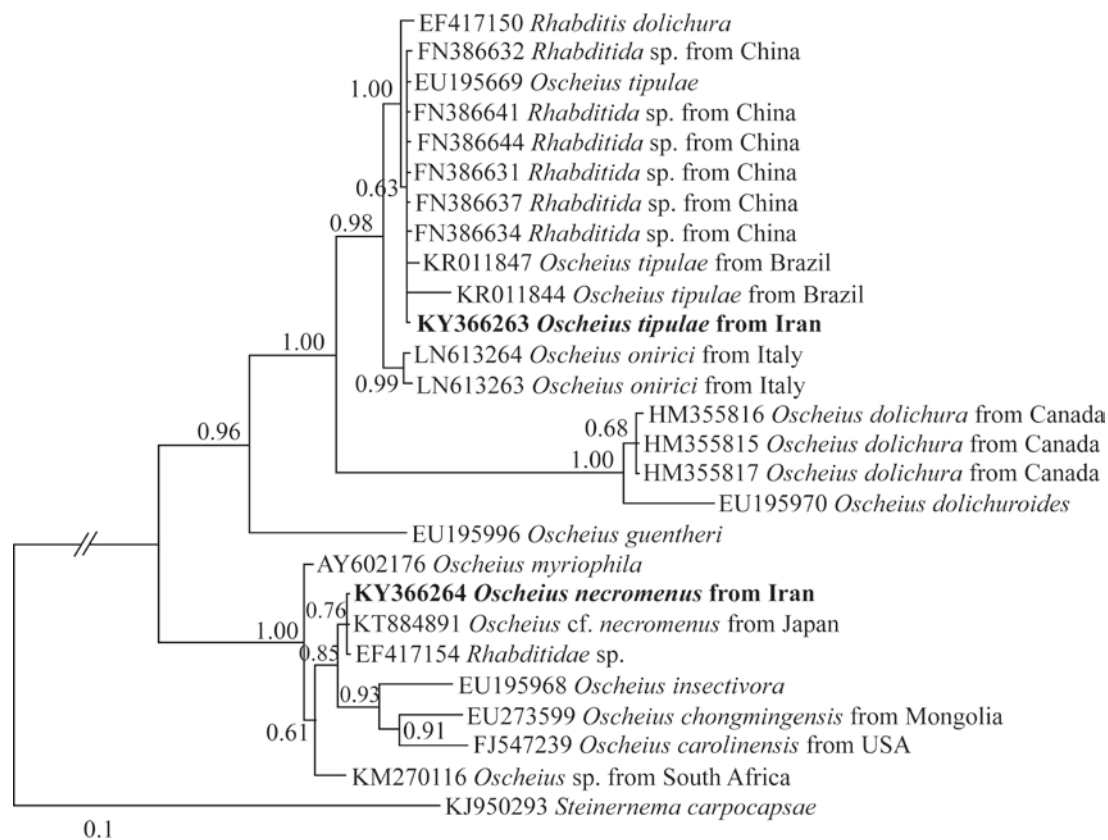 EF417150 Rhabditis dolichura
FN386632 Rhabditida sp. from China
1.00
EU195669 Oscheius tipulae
FN386641 Rhabditida sp. from China
FN386644 Rhabditida sp. from China
FN386631 Rhabditida sp. from China
0.63
FN386637 Rhabditida sp. from China
0.98
FN386634 Rhabditida sp. from China
KR011847 Oscheius tipulae from Brazil
KR011844 Oscheius tipulae from Brazil
KY366263 Oscheius tipulae from Iran
1.00
LN613264 Oscheius onirici from Italy
0.99
LN613263 Oscheius onirici from Italy
HM355816 Oscheius dolichura from Canada
0.68
0.96
HM355815 Oscheius dolichura from Canada
1.00
HM355817 Oscheius dolichura from Canada
EU195970 Oscheius dolichuroides
EU195996 Oscheius guentheri
AY602176 Oscheius myriophila
KY366264 Oscheius necromenus from Iran
0.76
1.00
KT884891 Oscheius cf. necromenus from Japan
0.85
EF417154 Rhabditidae sp.
EU195968 Oscheius insectivora
0.93
EU273599 Oscheius chongmingensis from Mongolia
0.61
0.91
FJ547239 Oscheius carolinensis from USA
KM270116 Oscheius sp. from South Africa
KJ950293 Steinernema carpocapsae
0.1